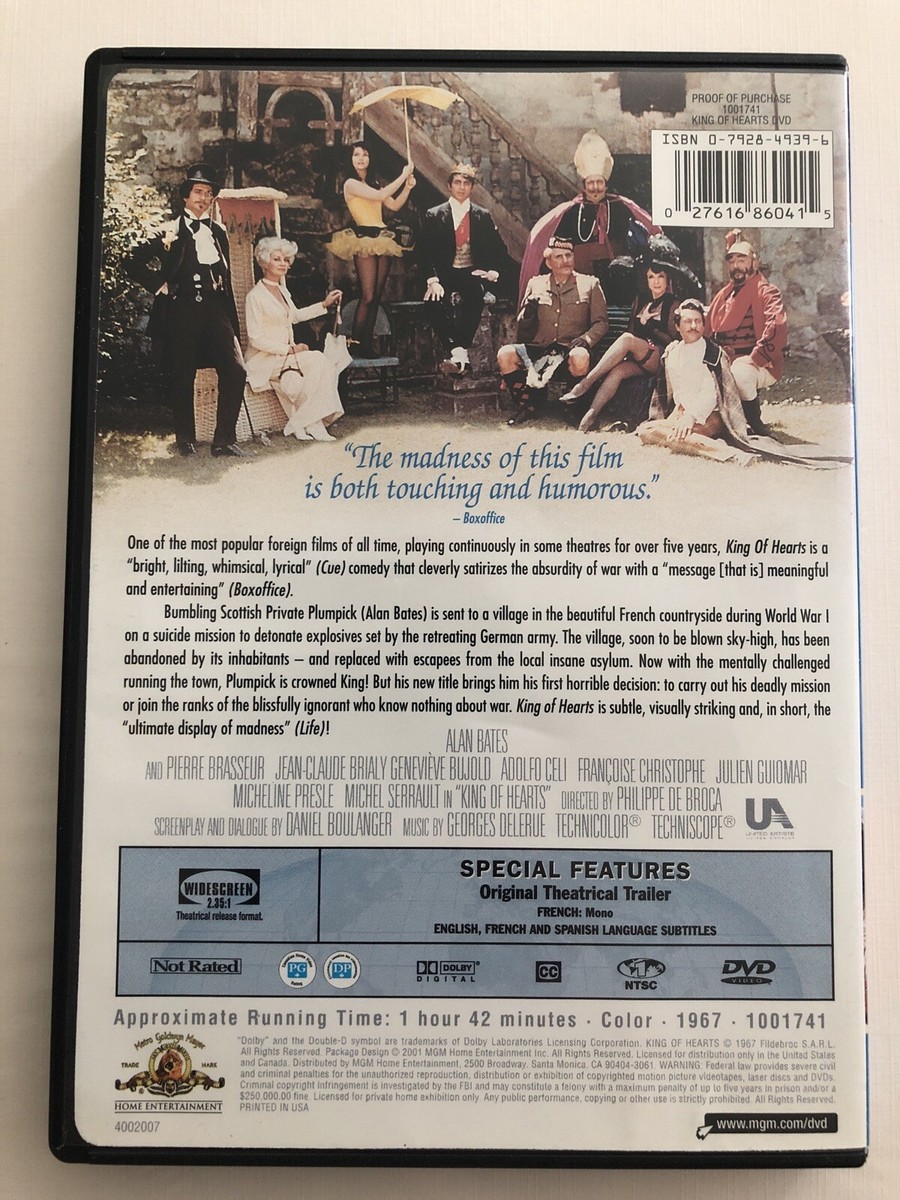 PROOF OF PURCHASE
1001741
KING OF HEARTS DVD
ISBN 0-7928-4939-6
0 27616 86041 5
“The madness of this film
is both touching and humorous.”
– Boxoffice
One of the most popular foreign films of all time, playing continuously in some theatres for over five years, King Of Hearts is a
“bright, lilting, whimsical, lyrical” (Cue) comedy that cleverly satirizes the absurdity of war with a “message [that is] meaningful
and entertaining” (Boxoffice).
Bumbling Scottish Private Plumpick (Alan Bates) is sent to a village in the beautiful French countryside during World War I
on a suicide mission to detonate explosives set by the retreating German army. The village, soon to be blown sky-high, has been
abandoned by its inhabitants – and replaced with escapees from the local insane asylum. Now with the mentally challenged
running the town, Plumpick is crowned King! But his new title brings him his first horrible decision: to carry out his deadly mission
or join the ranks of the blissfully ignorant who know nothing about war. King of Hearts is subtle, visually striking and, in short, the
“ultimate display of madness” (Life)!
ALAN BATES
AND PIERRE BRASSEUR JEAN-CLAUDE BRIALY GENEVIÈVE BUJOLD ADOLFO CELI FRANÇOISE CHRISTOPHE JULIEN GUIOMAR
MICHELINE PRESLE MICHEL SERRAULT IN “KING OF HEARTS” DIRECTED BY PHILIPPE DE BROCA
SCREENPLAY AND DIALOGUE BY DANIEL BOULANGER MUSIC BY GEORGES DELERUE TECHNICOLOR® TECHNISCOPE®
UA
UNITED ARTISTS
WIDESCREEN
2.35:1
Theatrical release format.
SPECIAL FEATURES
Original Theatrical Trailer
FRENCH: Mono
ENGLISH, FRENCH AND SPANISH LANGUAGE SUBTITLES
Not Rated
PG
DP
DOLBY
DIGITAL
CC
NTSC
DVD
VIDEO
Approximate Running Time: 1 hour 42 minutes · Color · 1967 · 1001741
Metro Goldwyn Mayer
TRADE MARK
HOME ENTERTAINMENT
4002007
"Dolby" and the Double-D symbol are trademarks of Dolby Laboratories Licensing Corporation. KING OF HEARTS © 1967 Fildebroc S.A.R.L.
All Rights Reserved. Package Design © 2001 MGM Home Entertainment Inc. All Rights Reserved. Licensed for distribution only in the United States
and Canada. Distributed by MGM Home Entertainment, 2500 Broadway, Santa Monica, CA 90404-3061. WARNING: Federal law provides severe civil
and criminal penalties for the unauthorized reproduction, distribution or exhibition of copyrighted motion picture videotapes, laser discs and DVDs.
Criminal copyright infringement is investigated by the FBI and may constitute a felony with a maximum penalty of up to five years in prison and/or a
$250,000.00 fine. Licensed for private home exhibition only. Any public performance, copying or other use is strictly prohibited. All Rights Reserved.
PRINTED IN USA
www.mgm.com/dvd